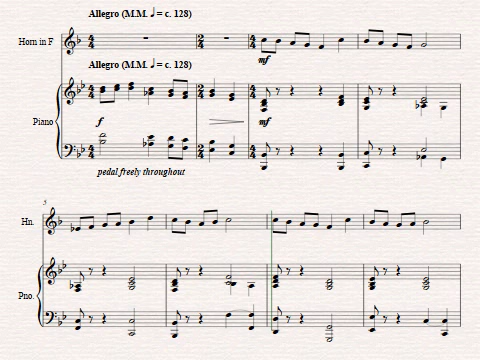 Allegro (M.M. ♩= c. 128)
Horn in F
mf
Allegro (M.M. ♩= c. 128)
Piano
f
mf
pedal freely throughout
5
Hn.
Pno.